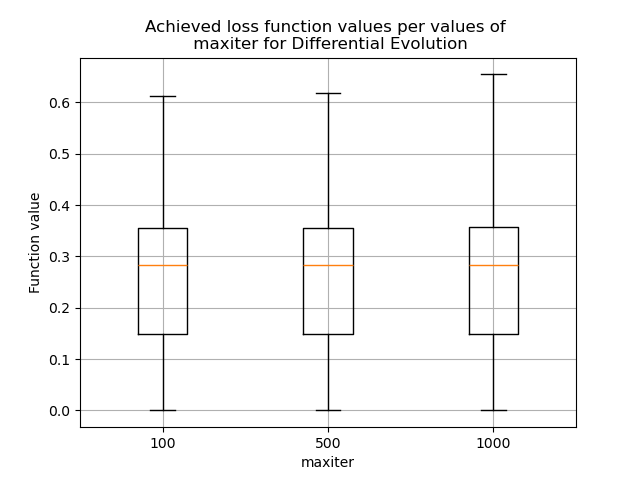 Achieved loss function values per values of
maxiter for Differential Evolution
0.6
0.5
0.4
0.3
0.2
0.1
0.0
Function value
100 500 1000
maxiter